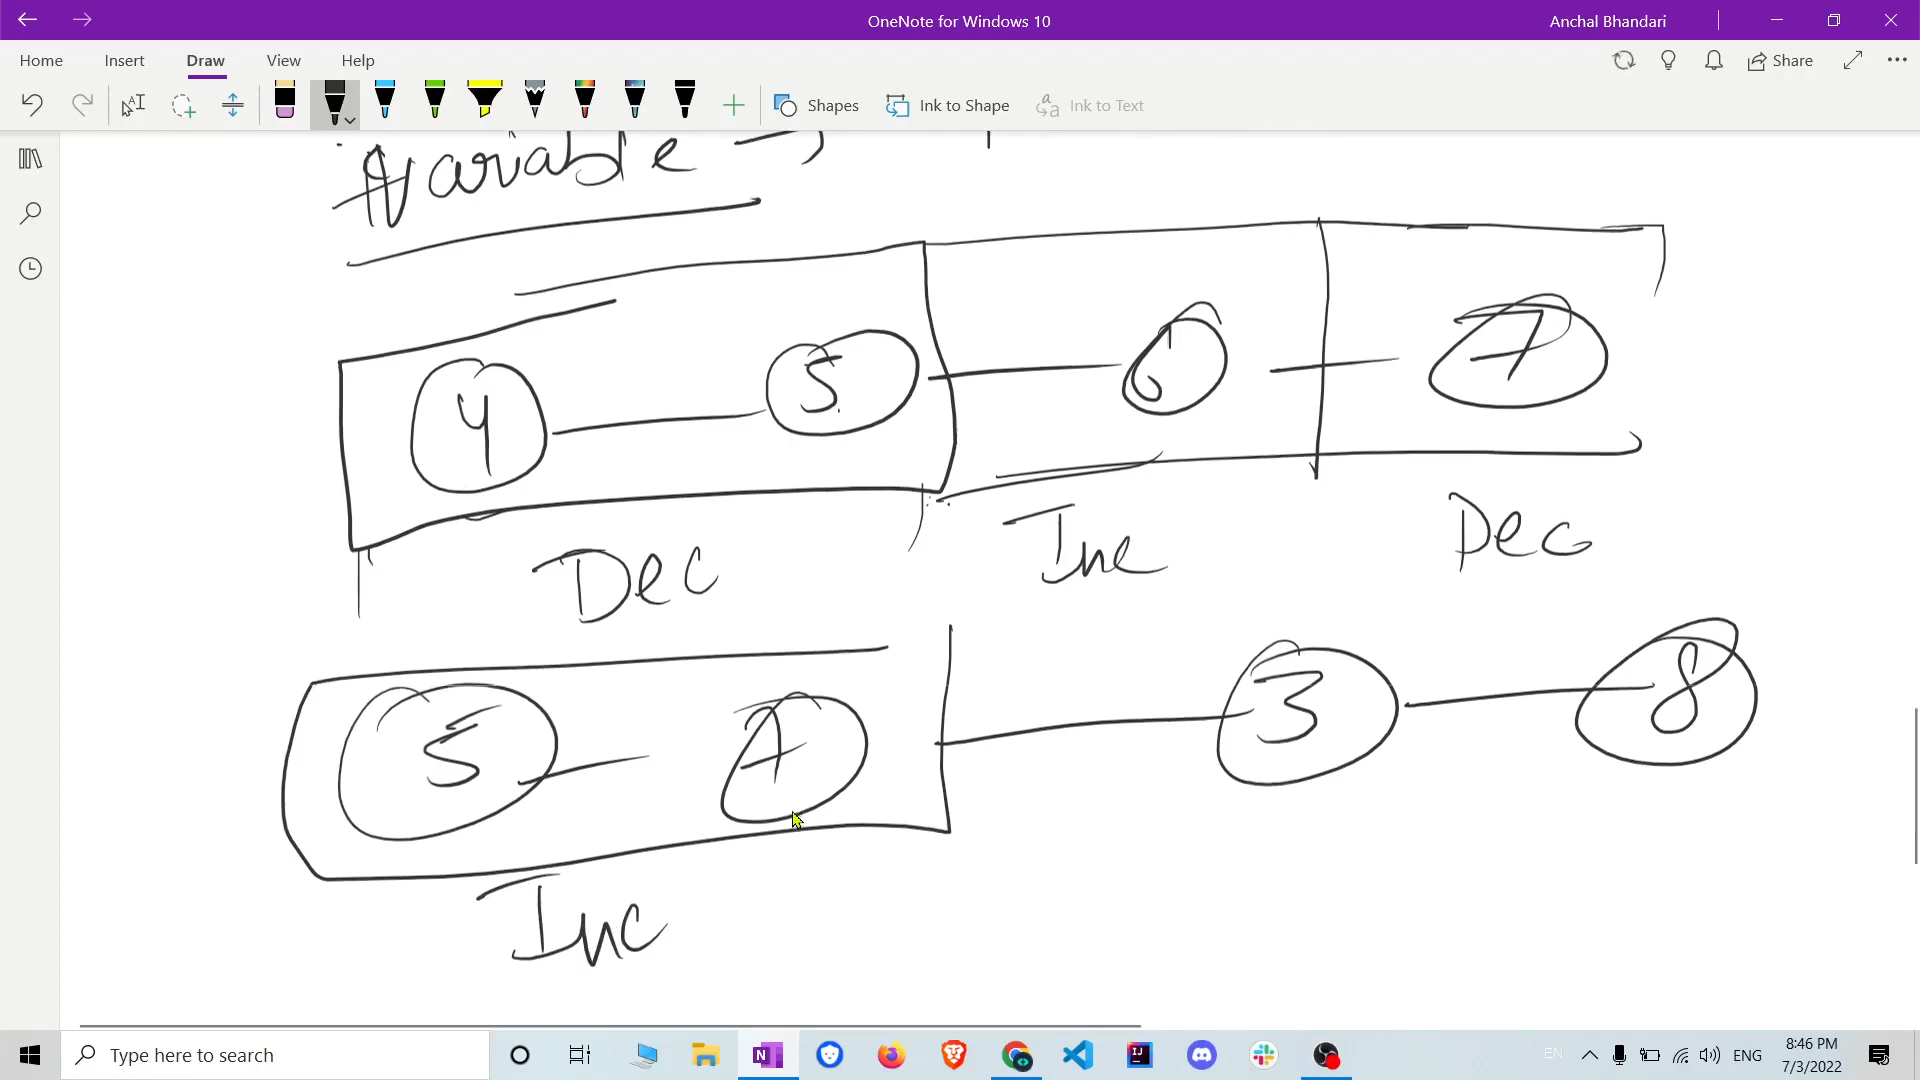 OneNote for Windows 10
Anchal Bhandari
Home Insert Draw View Help
Share
Shapes
Ink to Shape
Ink to Text
variable →
4 5 6 7
Dec Inc Dec
5 7 3 8
Inc
Type here to search
EN
ENG
8:46 PM
7/3/2022